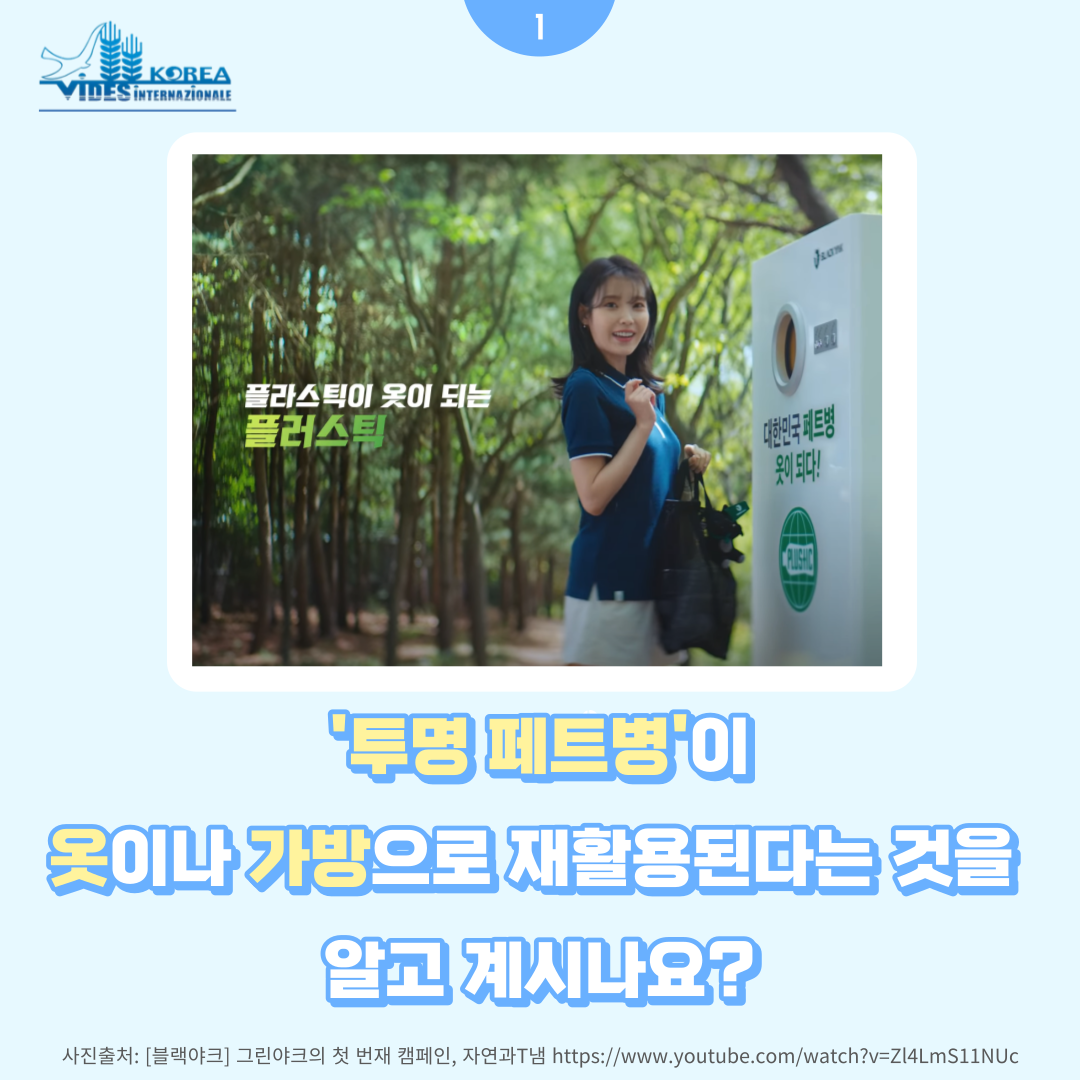 1
KOREA
VIDES INTERNAZIONALE
BLACKYAK
플라스틱이 옷이 되는
플러스틱
대한민국 페트병
옷이 되다!
PLUSTIC
'투명 페트병'이
옷이나 가방으로 재활용된다는 것을
알고 계시나요?
사진출처: [블랙야크] 그린야크의 첫 번재 캠페인, 자연과T냄 https://www.youtube.com/watch?v=Zl4LmS11NUc